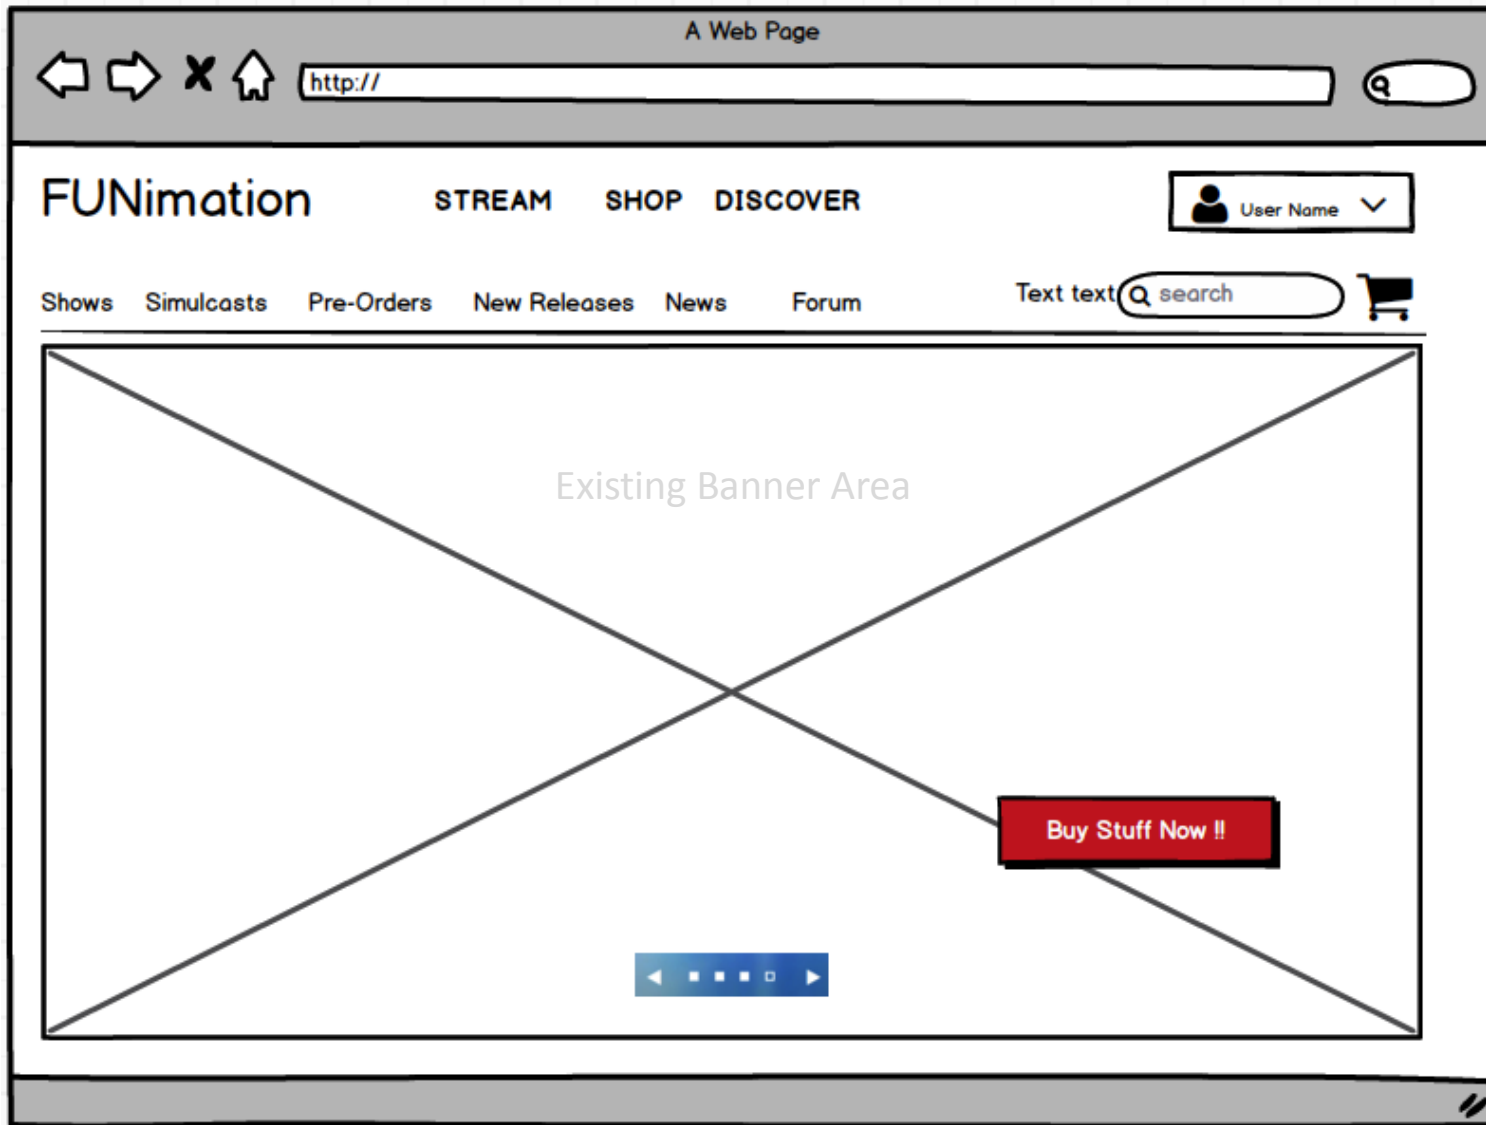 A Web Page
http://
FUNimation STREAM SHOP DISCOVER User Name
Shows Simulcasts Pre-Orders New Releases News Forum Text text search
Existing Banner Area
Buy Stuff Now !!